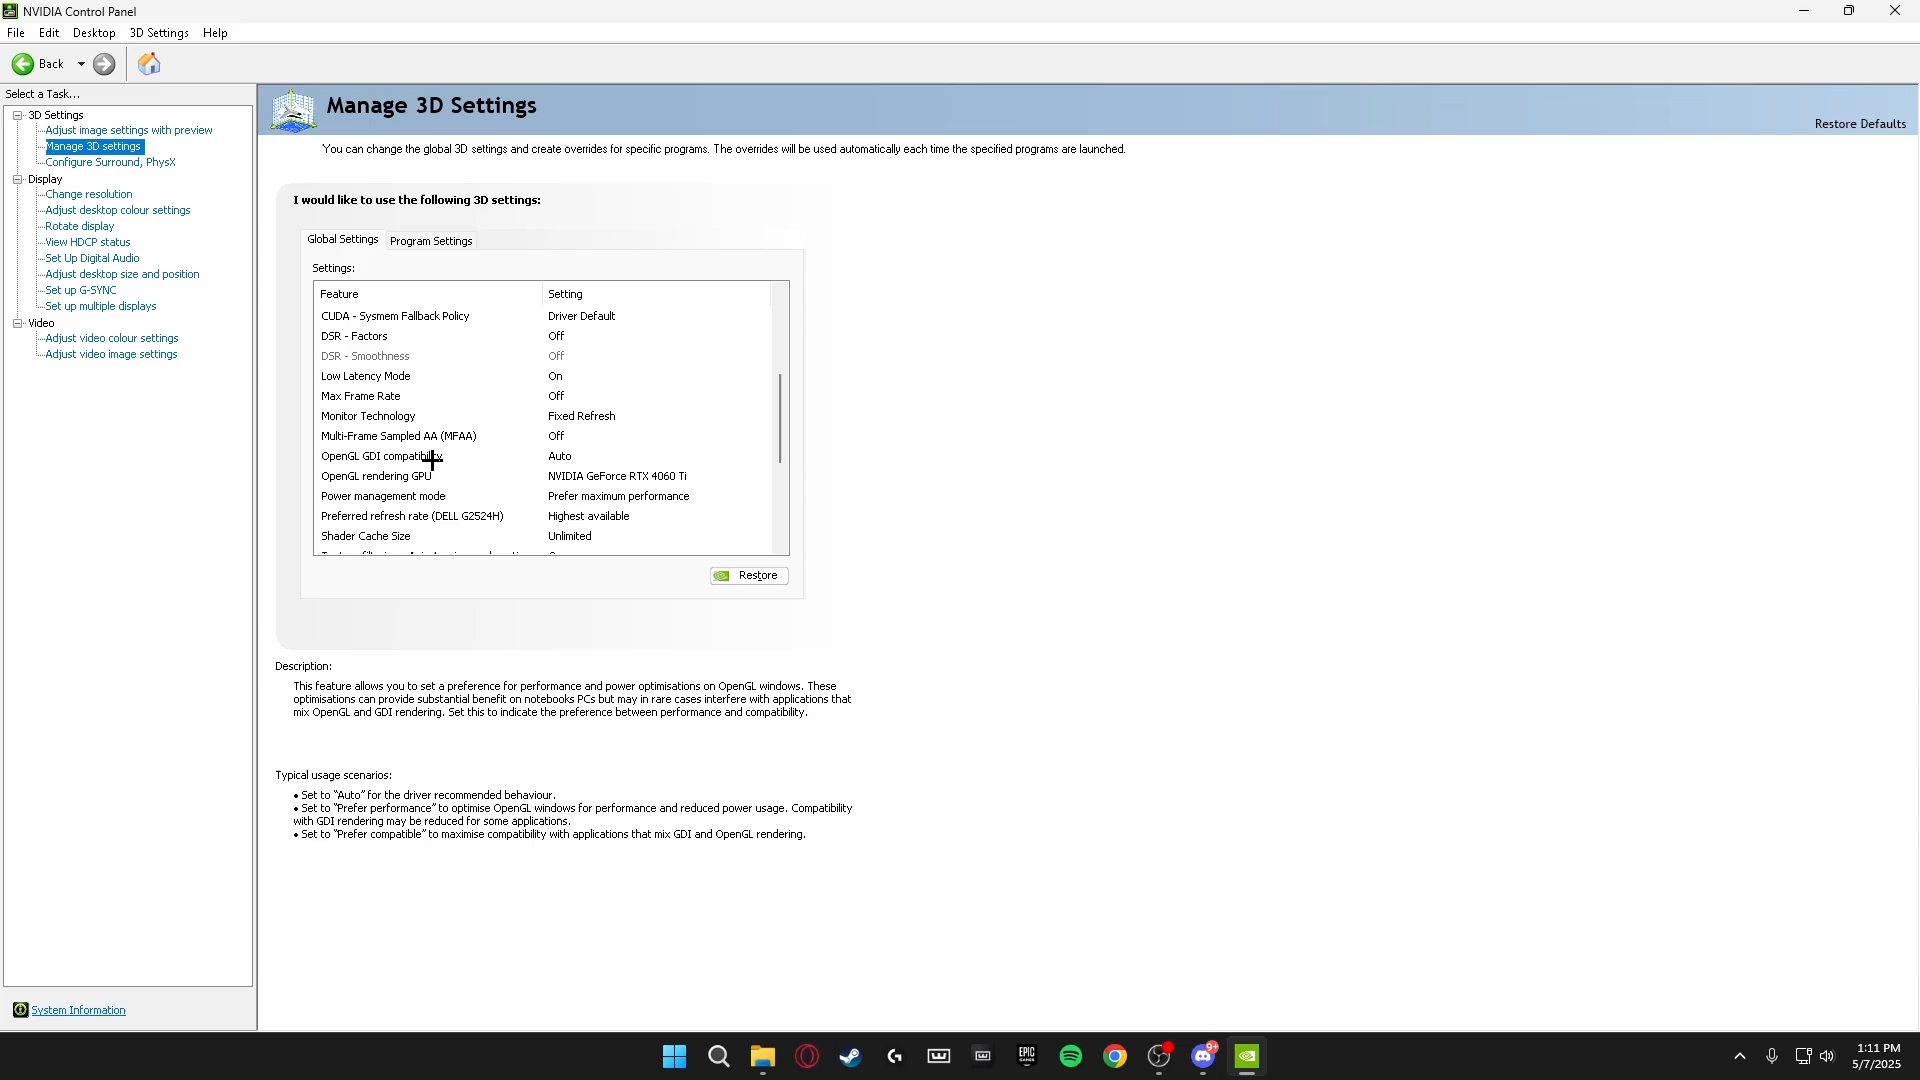 NVIDIA Control Panel
File Edit Desktop 3D Settings Help
Back
Select a Task...
3D Settings
Adjust image settings with preview
Manage 3D settings
Configure Surround, PhysX
Display
Change resolution
Adjust desktop colour settings
Rotate display
View HDCP status
Set Up Digital Audio
Adjust desktop size and position
Set up G-SYNC
Set up multiple displays
Video
Adjust video colour settings
Adjust video image settings
System Information
Manage 3D Settings
Restore Defaults
You can change the global 3D settings and create overrides for specific programs. The overrides will be used automatically each time the specified programs are launched.
I would like to use the following 3D settings:
Global Settings Program Settings
Settings:
Feature Setting
CUDA - Sysmem Fallback Policy Driver Default
DSR - Factors Off
DSR - Smoothness Off
Low Latency Mode On
Max Frame Rate Off
Monitor Technology Fixed Refresh
Multi-Frame Sampled AA (MFAA) Off
OpenGL GDI compatibility Auto
OpenGL rendering GPU NVIDIA GeForce RTX 4060 Ti
Power management mode Prefer maximum performance
Preferred refresh rate (DELL G2524H) Highest available
Shader Cache Size Unlimited
Restore
Description:
This feature allows you to set a preference for performance and power optimisations on OpenGL windows. These
optimisations can provide substantial benefit on notebooks PCs but may in rare cases interfere with applications that
mix OpenGL and GDI rendering. Set this to indicate the preference between performance and compatibility.
Typical usage scenarios:
• Set to "Auto" for the driver recommended behaviour.
• Set to "Prefer performance" to optimise OpenGL windows for performance and reduced power usage. Compatibility
with GDI rendering may be reduced for some applications.
• Set to "Prefer compatible" to maximise compatibility with applications that mix GDI and OpenGL rendering.
EPIC
GAMES
9+
1:11 PM
5/7/2025